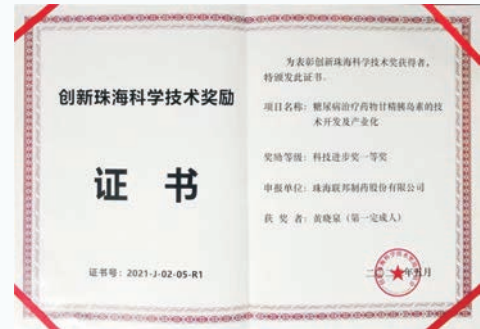 创新珠海科学技术奖励
证 书
证书号：2021-J-02-05-R1
为表彰创新珠海科学技术奖获得者，
特颁发此证书。
项目名称：糖尿病治疗药物甘精胰岛素的技
术开发及产业化
奖励等级：科技进步奖一等奖
申报单位：珠海联邦制药股份有限公司
获 奖 者：黄晓泉（第一完成人）
年五月